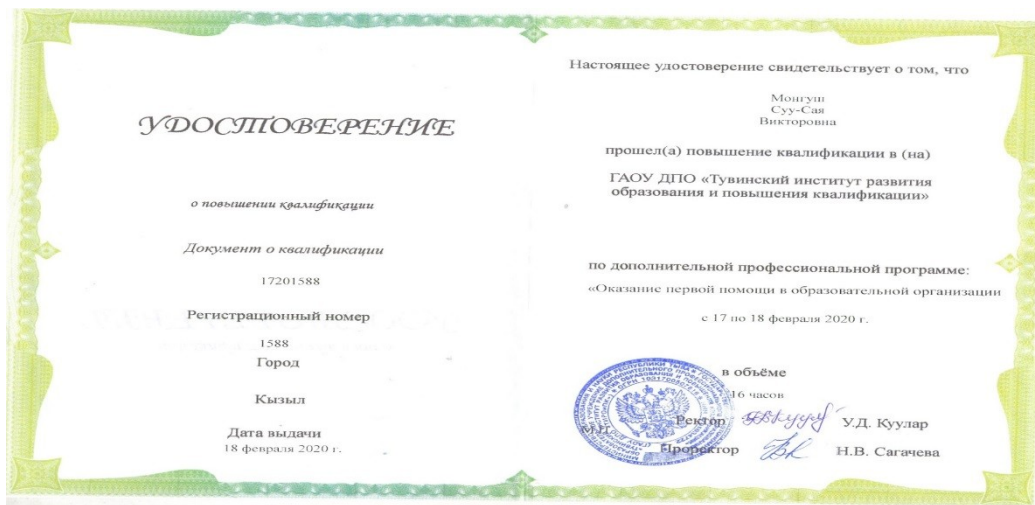 УДОСТОВЕРЕНИЕ
о повышении квалификации
Документ о квалификации
17201588
Регистрационный номер
1588
Город
Кызыл
Дата выдачи
18 февраля 2020 г.
Настоящее удостоверение свидетельствует о том, что
Монгуш
Суу-Сая
Викторовна
прошел(а) повышение квалификации в (на)
ГАОУ ДПО «Тувинский институт развития
образования и повышения квалификации»
по дополнительной профессиональной программе:
«Оказание первой помощи в образовательной организации
с 17 по 18 февраля 2020 г.
в объёме
16 часов
М.П.
Ректор У.Д. Куулар
Проректор Н.В. Сагачева